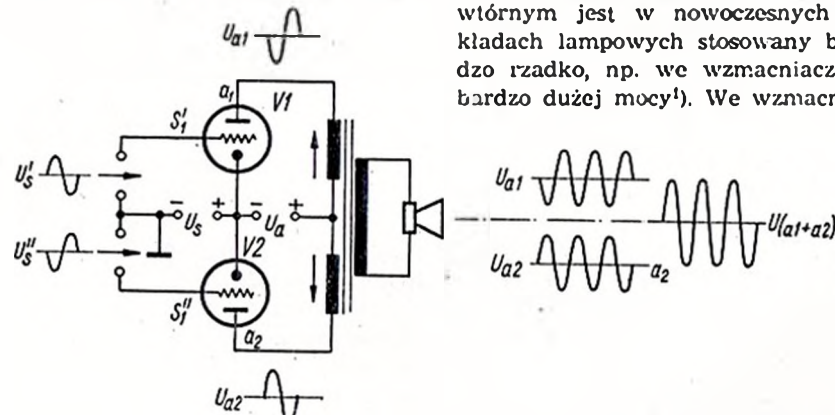 wtórnym jest w nowoczesnych
kładach lampowych stosowany b
dzo rzadko, np. we wzmacniacz
bardzo dużej mocy¹). We wzmacr
Ua1
a1
V1
S1'
Us'
- Us + - Ua +
Us''
V2
S1''
a2
Ua2
Ua1
U(a1+a2)
Ua2
a2